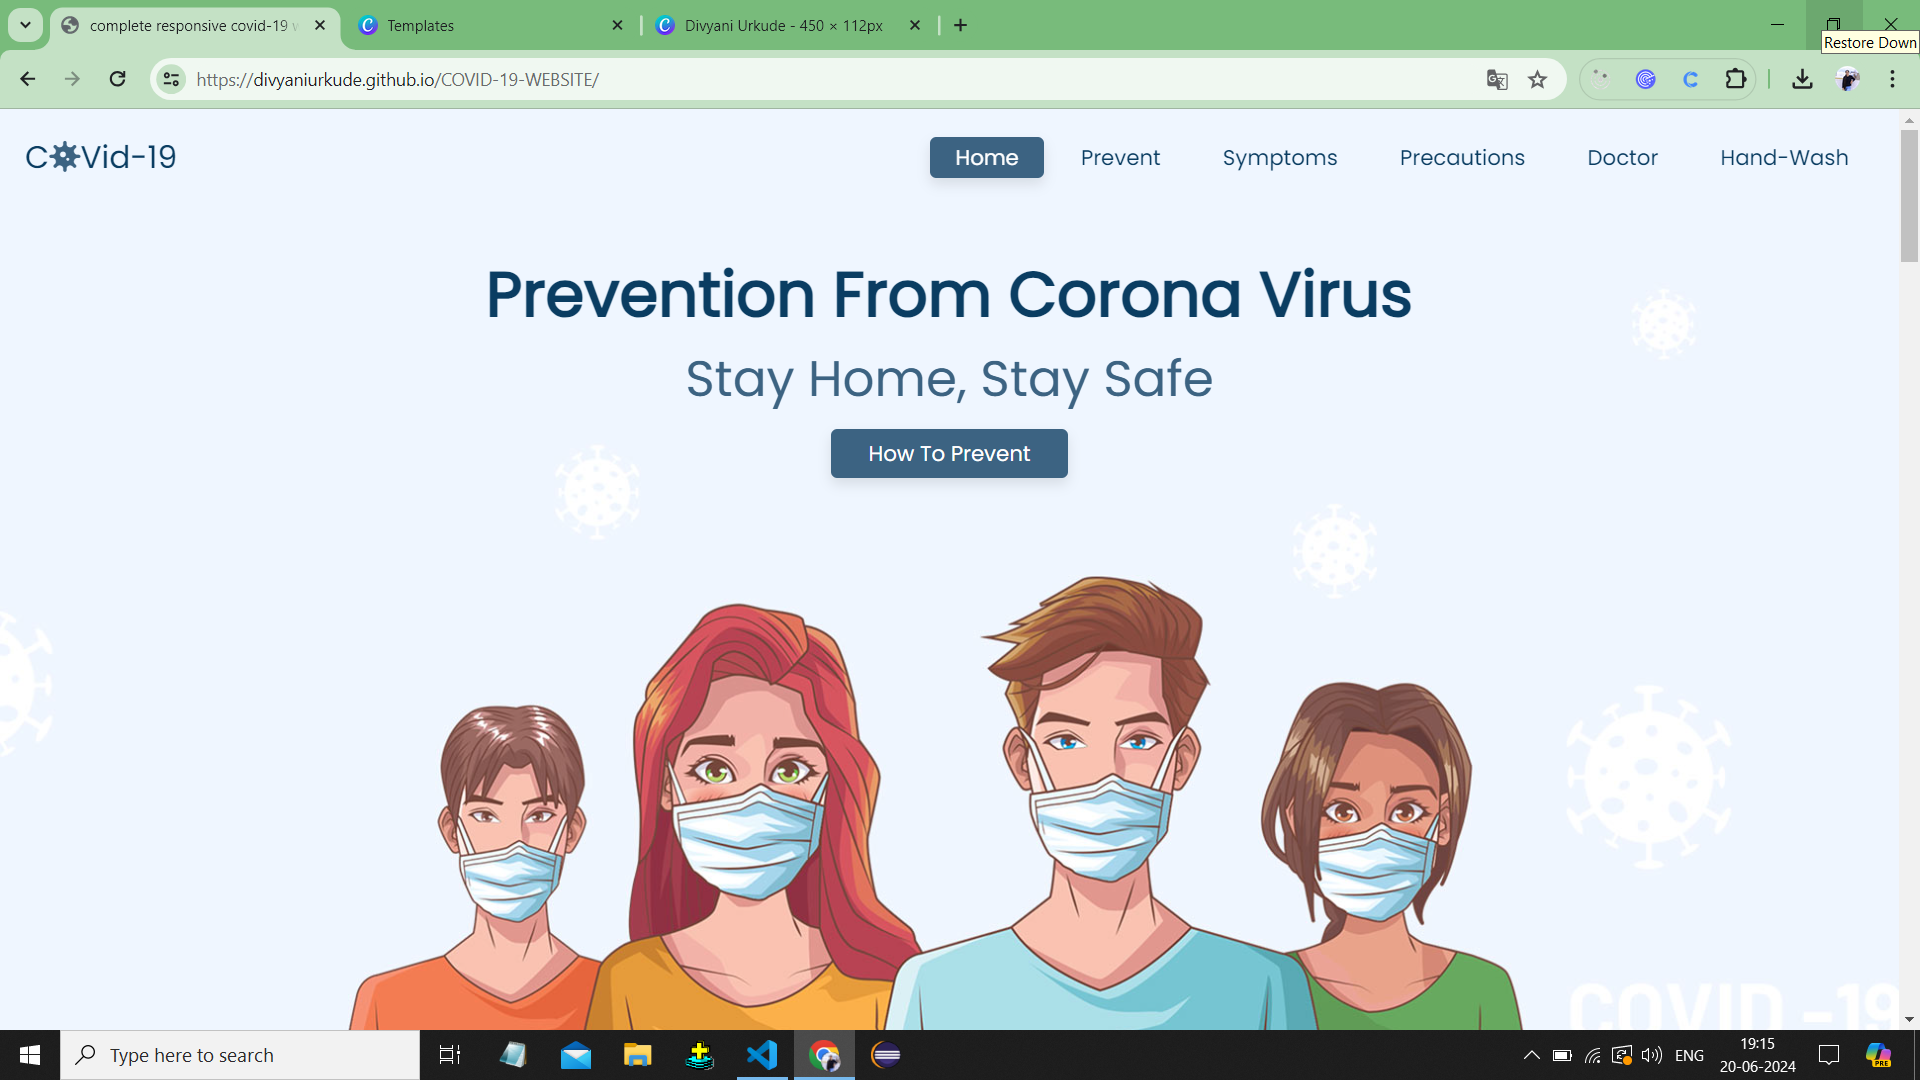 complete responsive covid-19 w
Templates
Divyani Urkude - 450 × 112px
Restore Down
https://divyaniurkude.github.io/COVID-19-WEBSITE/
C Vid-19
Home
Prevent
Symptoms
Precautions
Doctor
Hand-Wash
Prevention From Corona Virus
Stay Home, Stay Safe
How To Prevent
COVID -19
Type here to search
ENG
19:15
20-06-2024
PRE